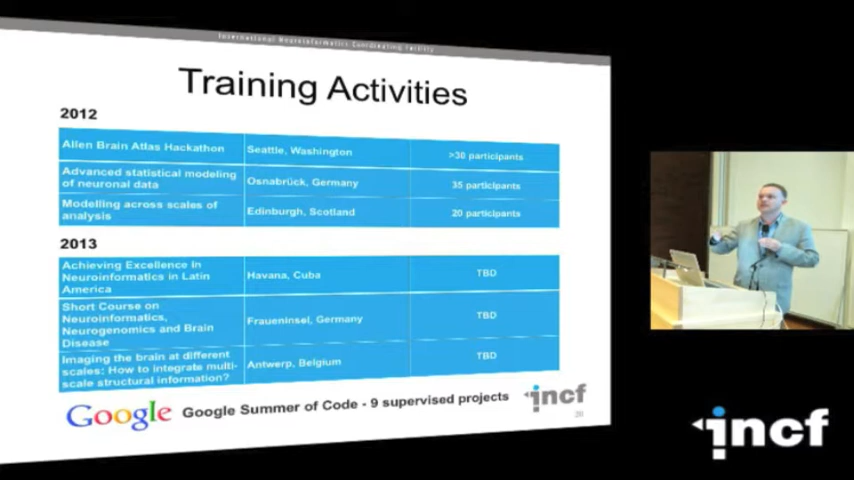 International Neuroinformatics Coordinating Facility
Training Activities
2012
Allen Brain Atlas Hackathon
Seattle, Washington
>30 participants
Advanced statistical modeling
of neuronal data
Osnabrück, Germany
35 participants
Modelling across scales of
analysis
Edinburgh, Scotland
20 participants
2013
Achieving Excellence in
Neuroinformatics in Latin
America
Havana, Cuba
TBD
Short Course on
Neuroinformatics,
Neurogenomics and Brain
Disease
Fraueninsel, Germany
TBD
Imaging the brain at different
scales: How to integrate multi-
scale structural information?
Antwerp, Belgium
TBD
Google
Google Summer of Code - 9 supervised projects
incf
20
incf